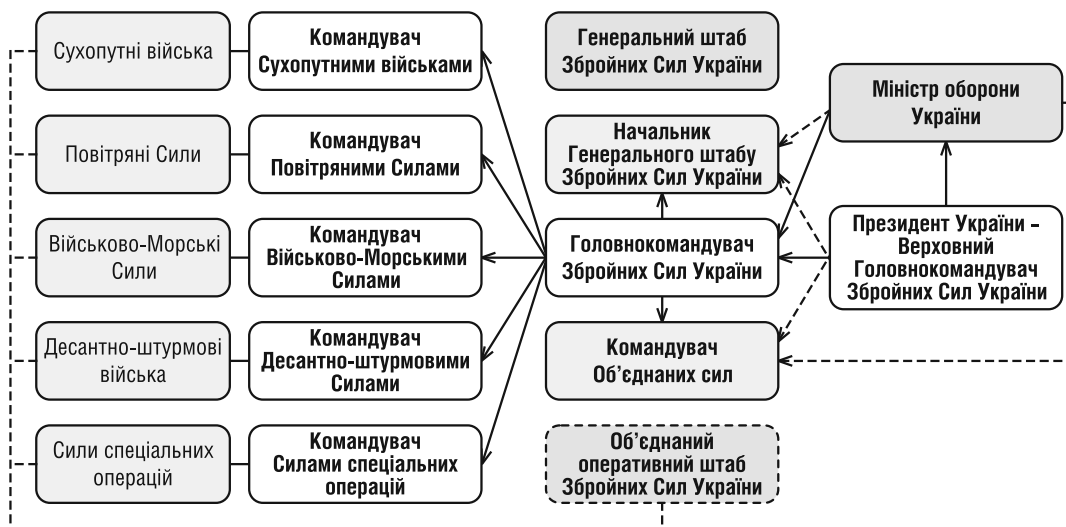 Сухопутні війська
Командувач
Сухопутними військами
Генеральний штаб
Збройних Сил України
Міністр оборони
України
Повітряні Сили
Командувач
Повітряними Силами
Начальник
Генерального штабу
Збройних Сил України
Військово-Морські
Сили
Командувач
Військово-Морськими
Силами
Головнокомандувач
Збройних Сил України
Президент України –
Верховний
Головнокомандувач
Збройних Сил України
Десантно-штурмові
війська
Командувач
Десантно-штурмовими
Силами
Командувач
Об’єднаних сил
Сили спеціальних
операцій
Командувач
Силами спеціальних
операцій
Об’єднаний
оперативний штаб
Збройних Сил України